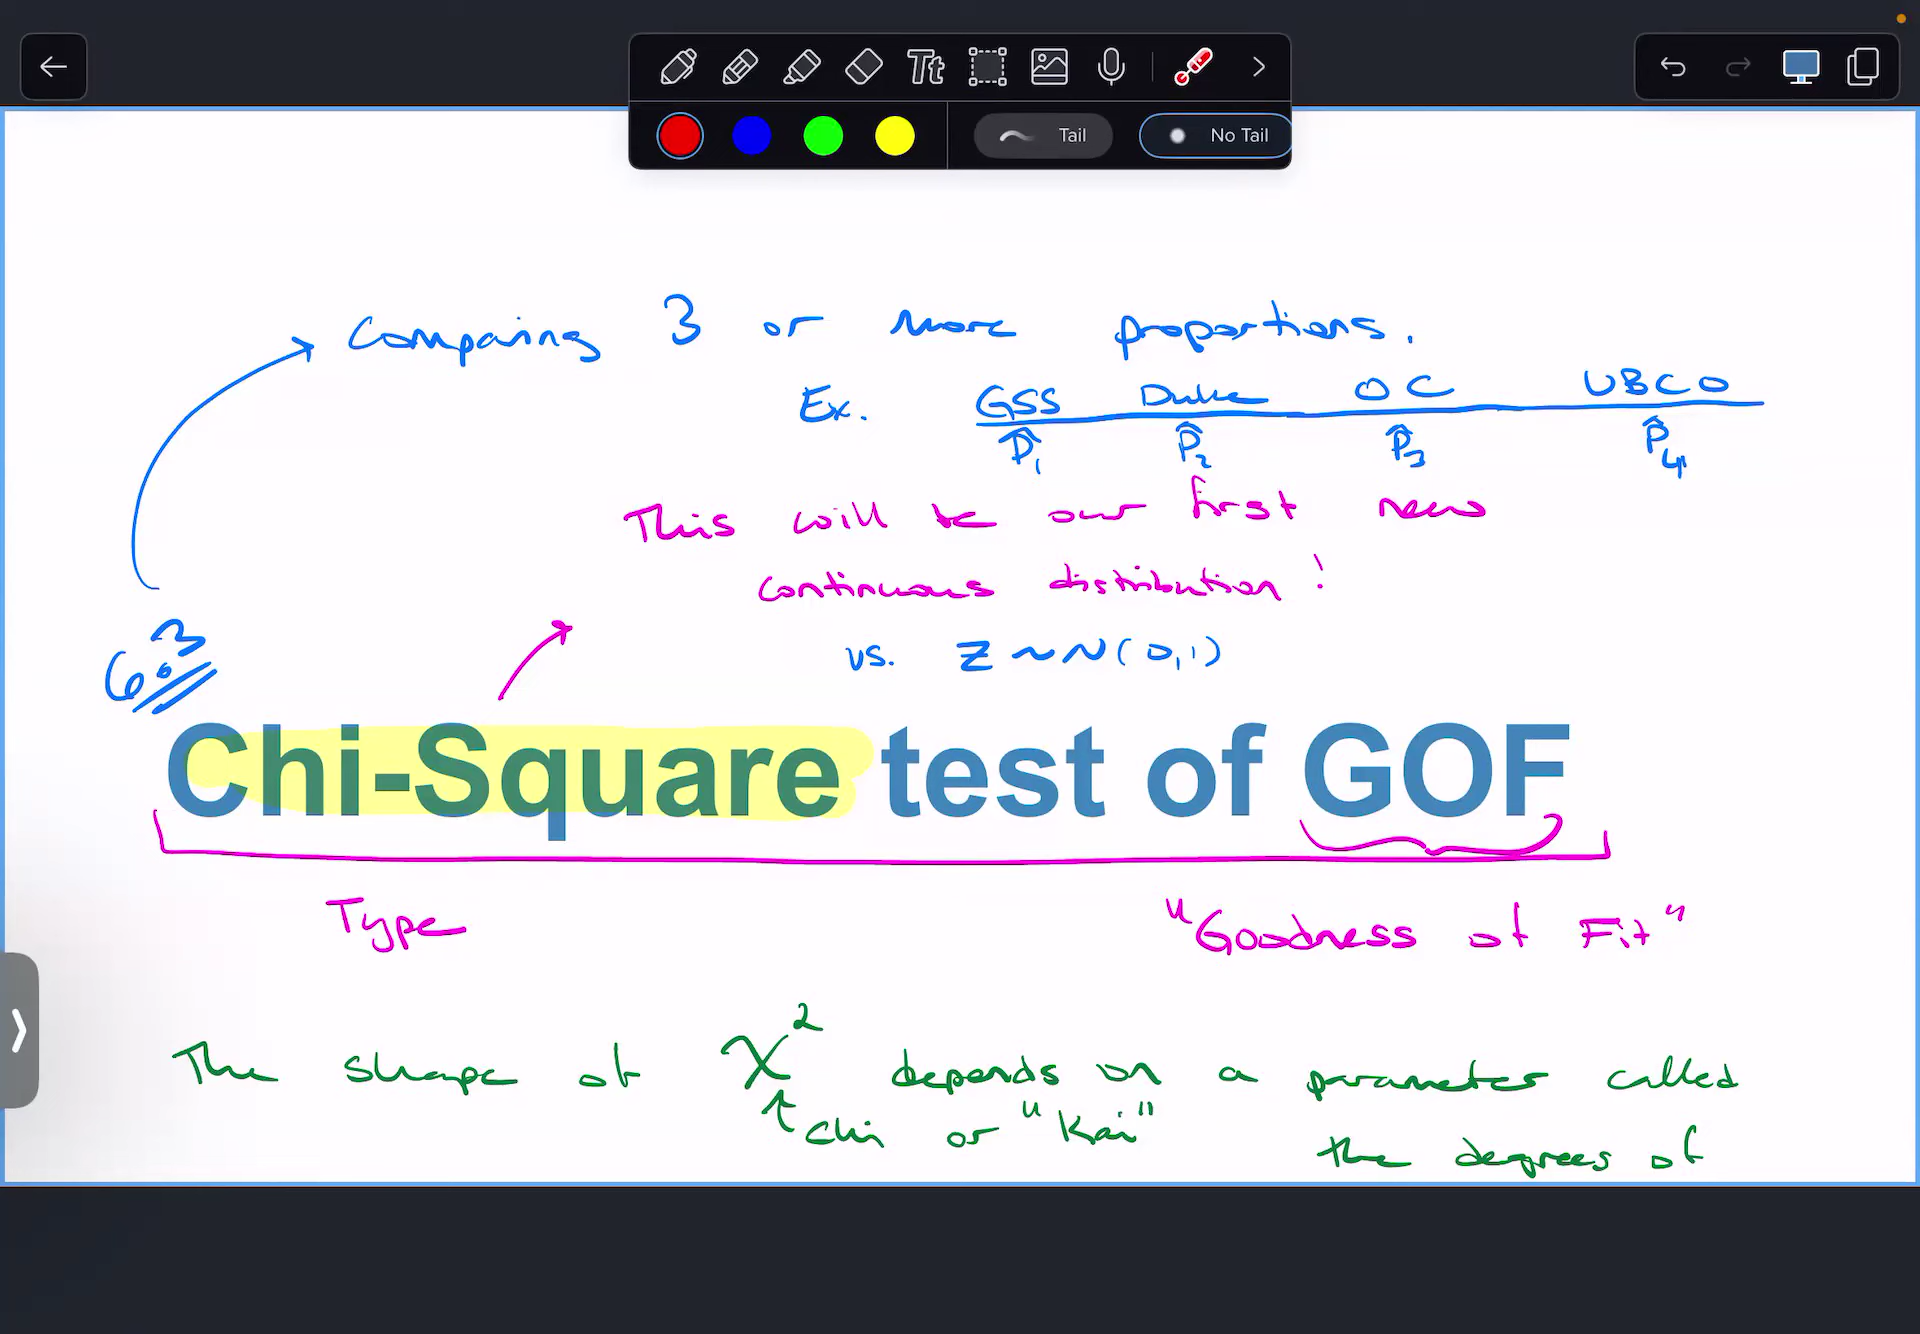 Tt
Tail
No Tail
Comparing 3 or more proportions.
Ex. GSS Duke OC UBCO
p̂₁ p̂₂ p̂₃ p̂₄
This will be our first new
continuous distribution!
vs. Z ~ N(0,1)
6.3
Chi-Square test of GOF
Type
"Goodness of Fit"
The shape of χ² depends on a parameter called
↑ chi or "Kai"
the degrees of